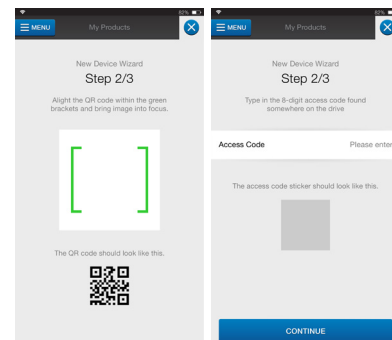 82%
MENU
My Products
New Device Wizard
Step 2/3
Alight the QR code within the green
brackets and bring image into focus.
The QR code should look like this.
82%
MENU
My Products
New Device Wizard
Step 2/3
Type in the 8-digit access code found
somewhere on the drive
Access Code
Please enter
The access code sticker should look like this.
CONTINUE